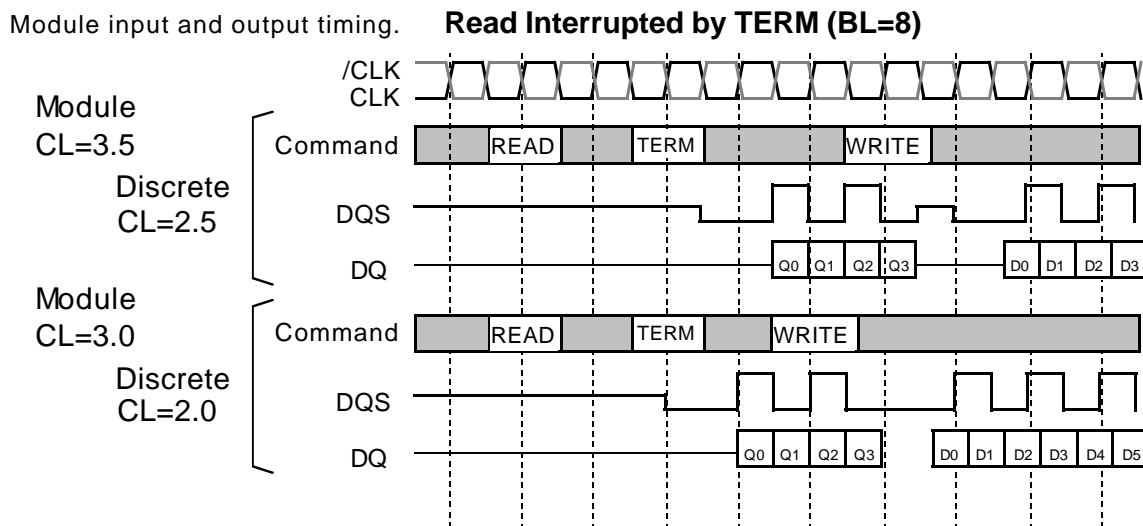 Module input and output timing. Read Interrupted by TERM (BL=8)
/CLK
CLK
Module
CL=3.5
Command READ TERM WRITE
Discrete
CL=2.5
DQS
DQ Q0 Q1 Q2 Q3 D0 D1 D2 D3
Module
CL=3.0
Command READ TERM WRITE
Discrete
CL=2.0
DQS
DQ Q0 Q1 Q2 Q3 D0 D1 D2 D3 D4 D5